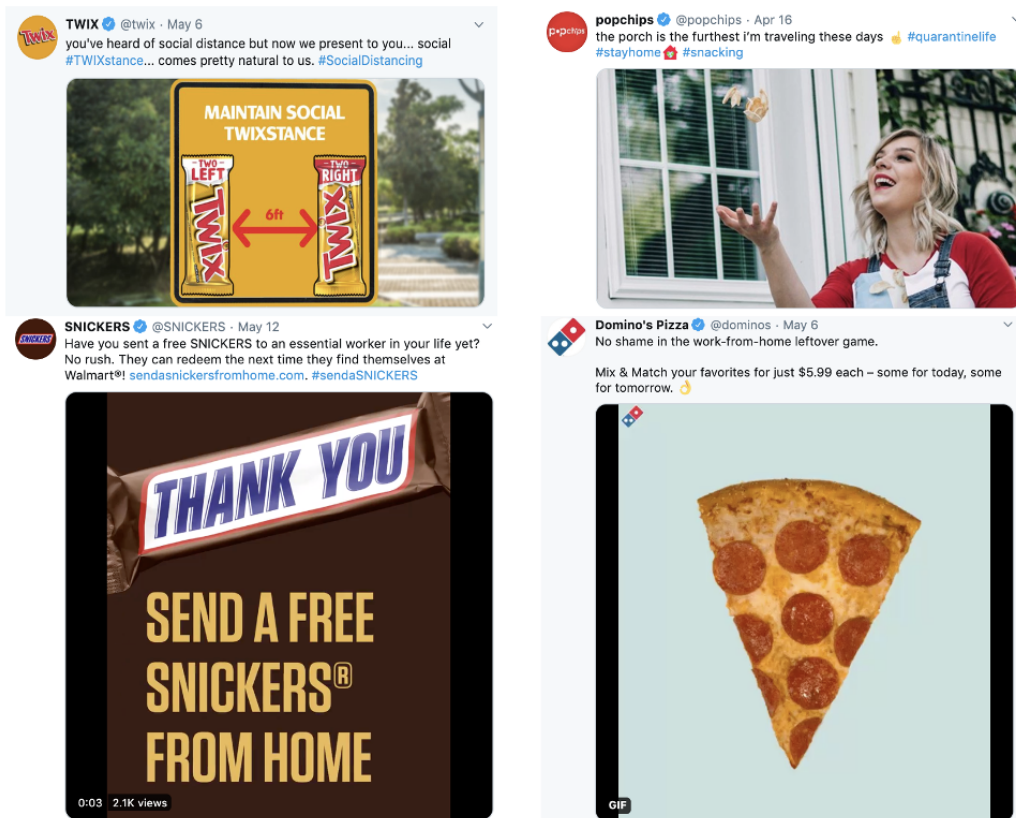 TWIX @twix · May 6
you've heard of social distance but now we present to you... social
#TWIXstance... comes pretty natural to us. #SocialDistancing
Twix
MAINTAIN SOCIAL
TWIXSTANCE
TWO
LEFT
TWIX
6ft
TWO
RIGHT
TWIX
popchips @popchips · Apr 16
popchips
the porch is the furthest i'm traveling these days ☝️ #quarantinelife
#stayhome 🏠 #snacking
SNICKERS @SNICKERS · May 12
SNICKERS
Have you sent a free SNICKERS to an essential worker in your life yet?
No rush. They can redeem the next time they find themselves at
Walmart®! sendasnickersfromhome.com. #sendaSNICKERS
THANK YOU
SEND A FREE
SNICKERS®
FROM HOME
0:03 2.1K views
Domino's Pizza @dominos · May 6
No shame in the work-from-home leftover game.
Mix & Match your favorites for just $5.99 each – some for today, some
for tomorrow. 👌
GIF